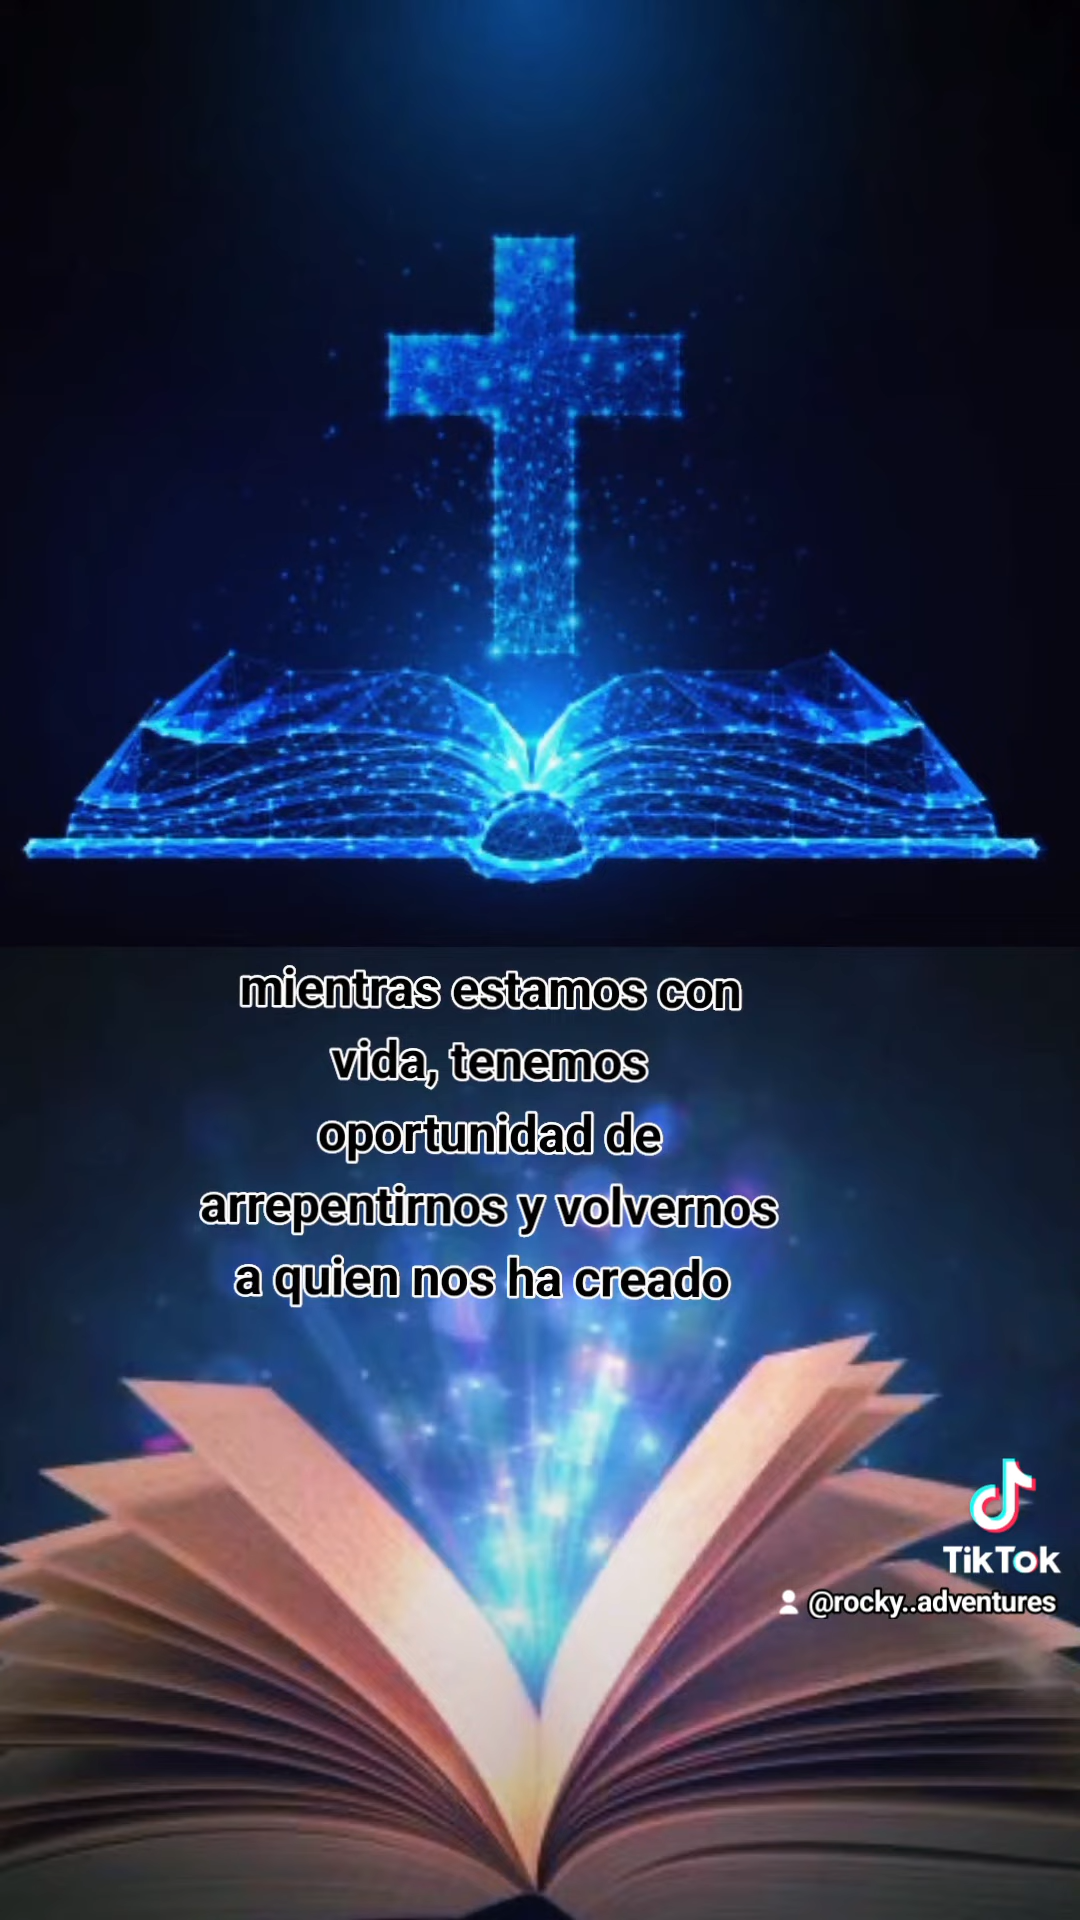 mientras estamos con
vida, tenemos
oportunidad de
arrepentirnos y volvernos
a quien nos ha creado
TikTok
@rocky..adventures